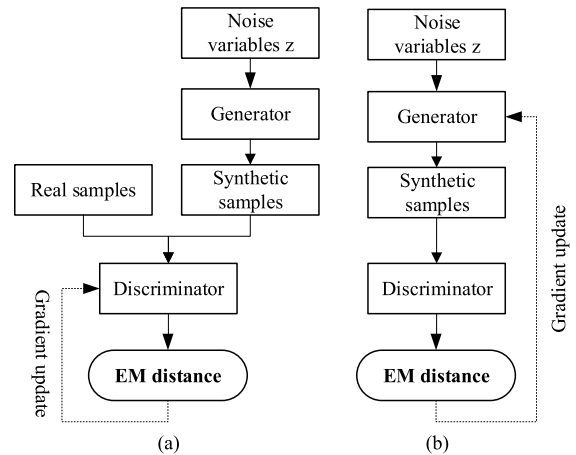 Noise
variables z
Generator
Real samples
Synthetic
samples
Discriminator
EM distance
Gradient update
(a)
Noise
variables z
Generator
Synthetic
samples
Discriminator
EM distance
Gradient update
(b)